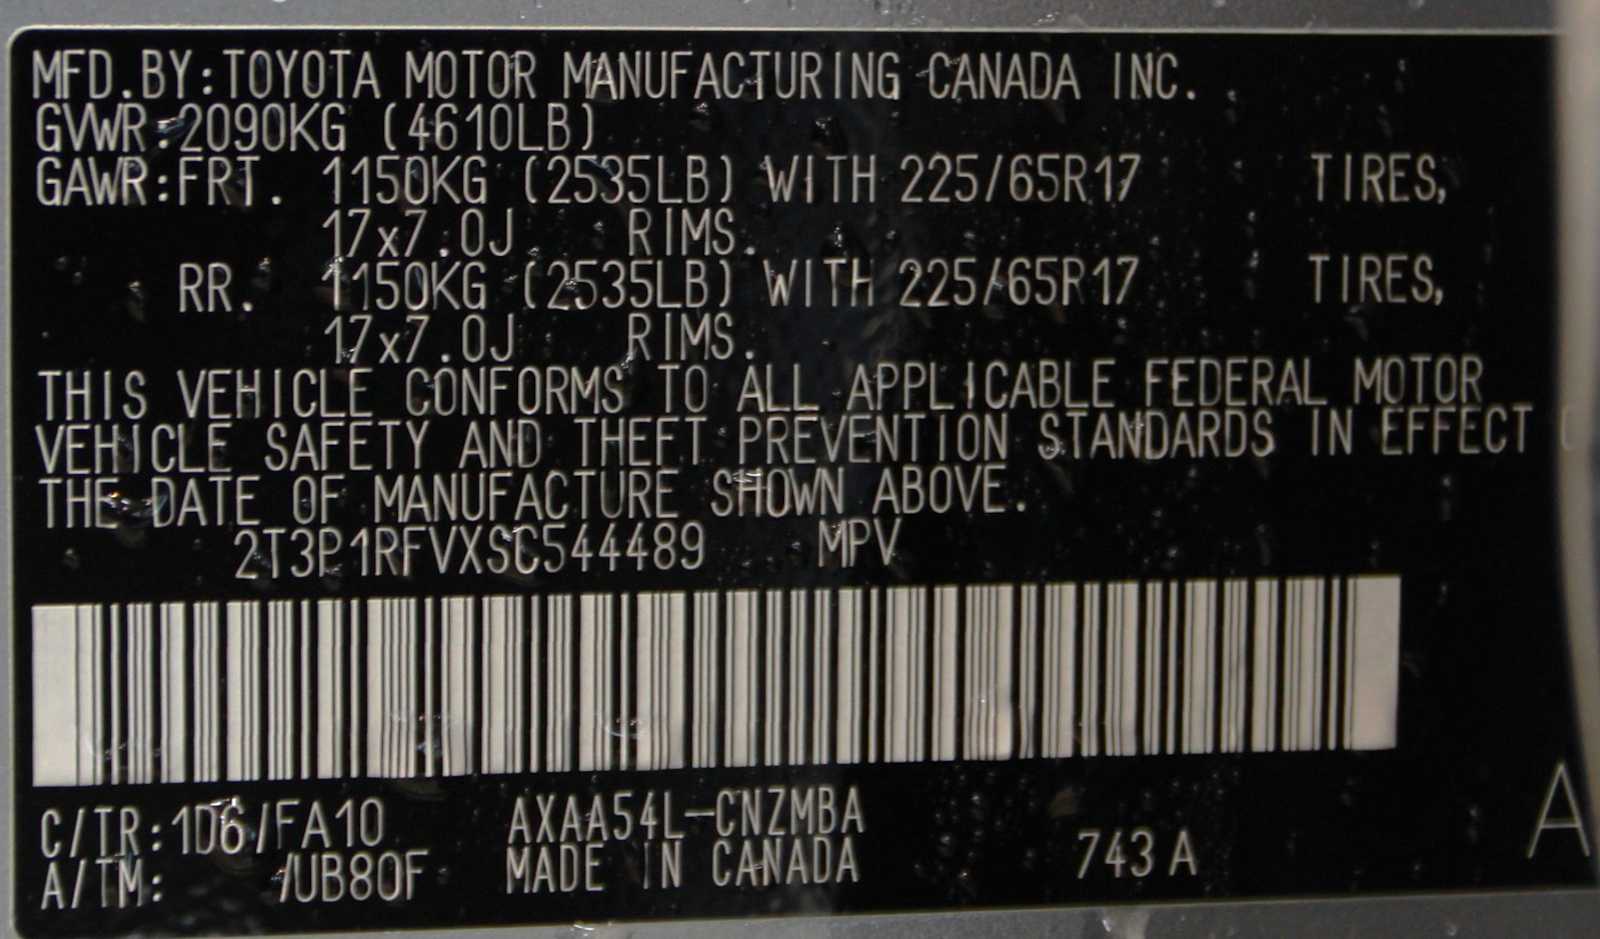 MFD.BY:TOYOTA MOTOR MANUFACTURING CANADA INC.
GVWR:2090KG (4610LB)
GAWR:FRT. 1150KG (2535LB) WITH 225/65R17 TIRES,
17x7.0J RIMS.
RR. 1150KG (2535LB) WITH 225/65R17 TIRES,
17x7.0J RIMS.
THIS VEHICLE CONFORMS TO ALL APPLICABLE FEDERAL MOTOR
VEHICLE SAFETY AND THEFT PREVENTION STANDARDS IN EFFECT
THE DATE OF MANUFACTURE SHOWN ABOVE.
2T3P1RFVXSC544489 MPV
C/TR:1D6/FA10 AXAA54L-CNZMBA
A/TM: /UB80F MADE IN CANADA 743 A
A